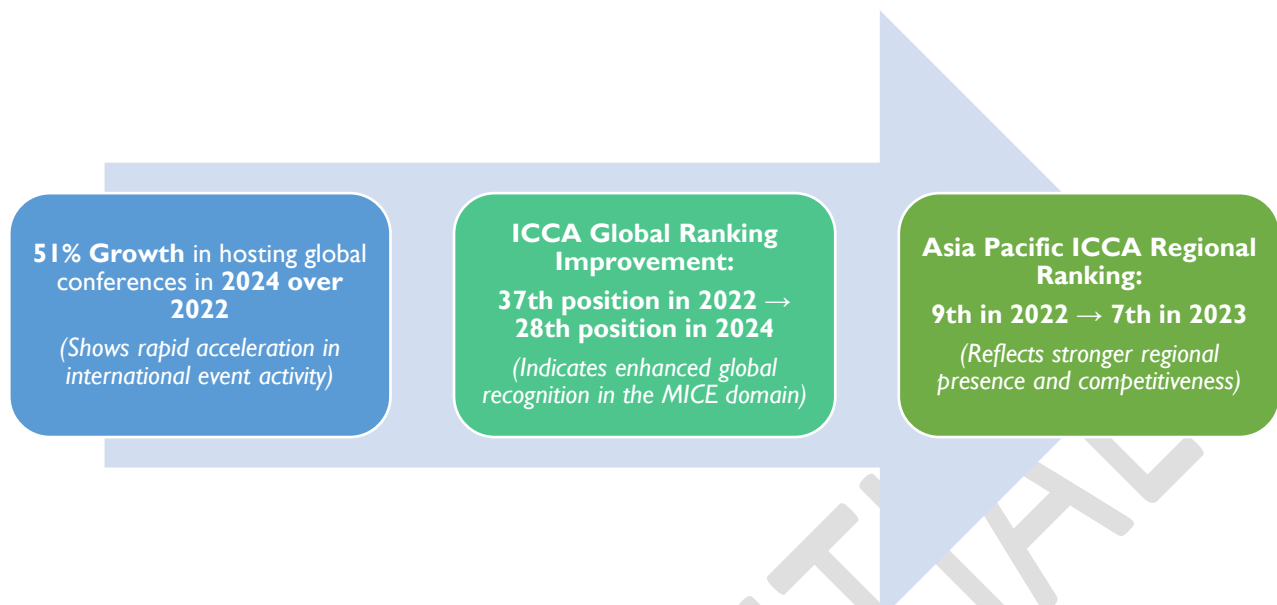 51% Growth in hosting global
conferences in 2024 over
2022
(Shows rapid acceleration in
international event activity)
ICCA Global Ranking
Improvement:
37th position in 2022 →
28th position in 2024
(Indicates enhanced global
recognition in the MICE domain)
Asia Pacific ICCA Regional
Ranking:
9th in 2022 → 7th in 2023
(Reflects stronger regional
presence and competitiveness)